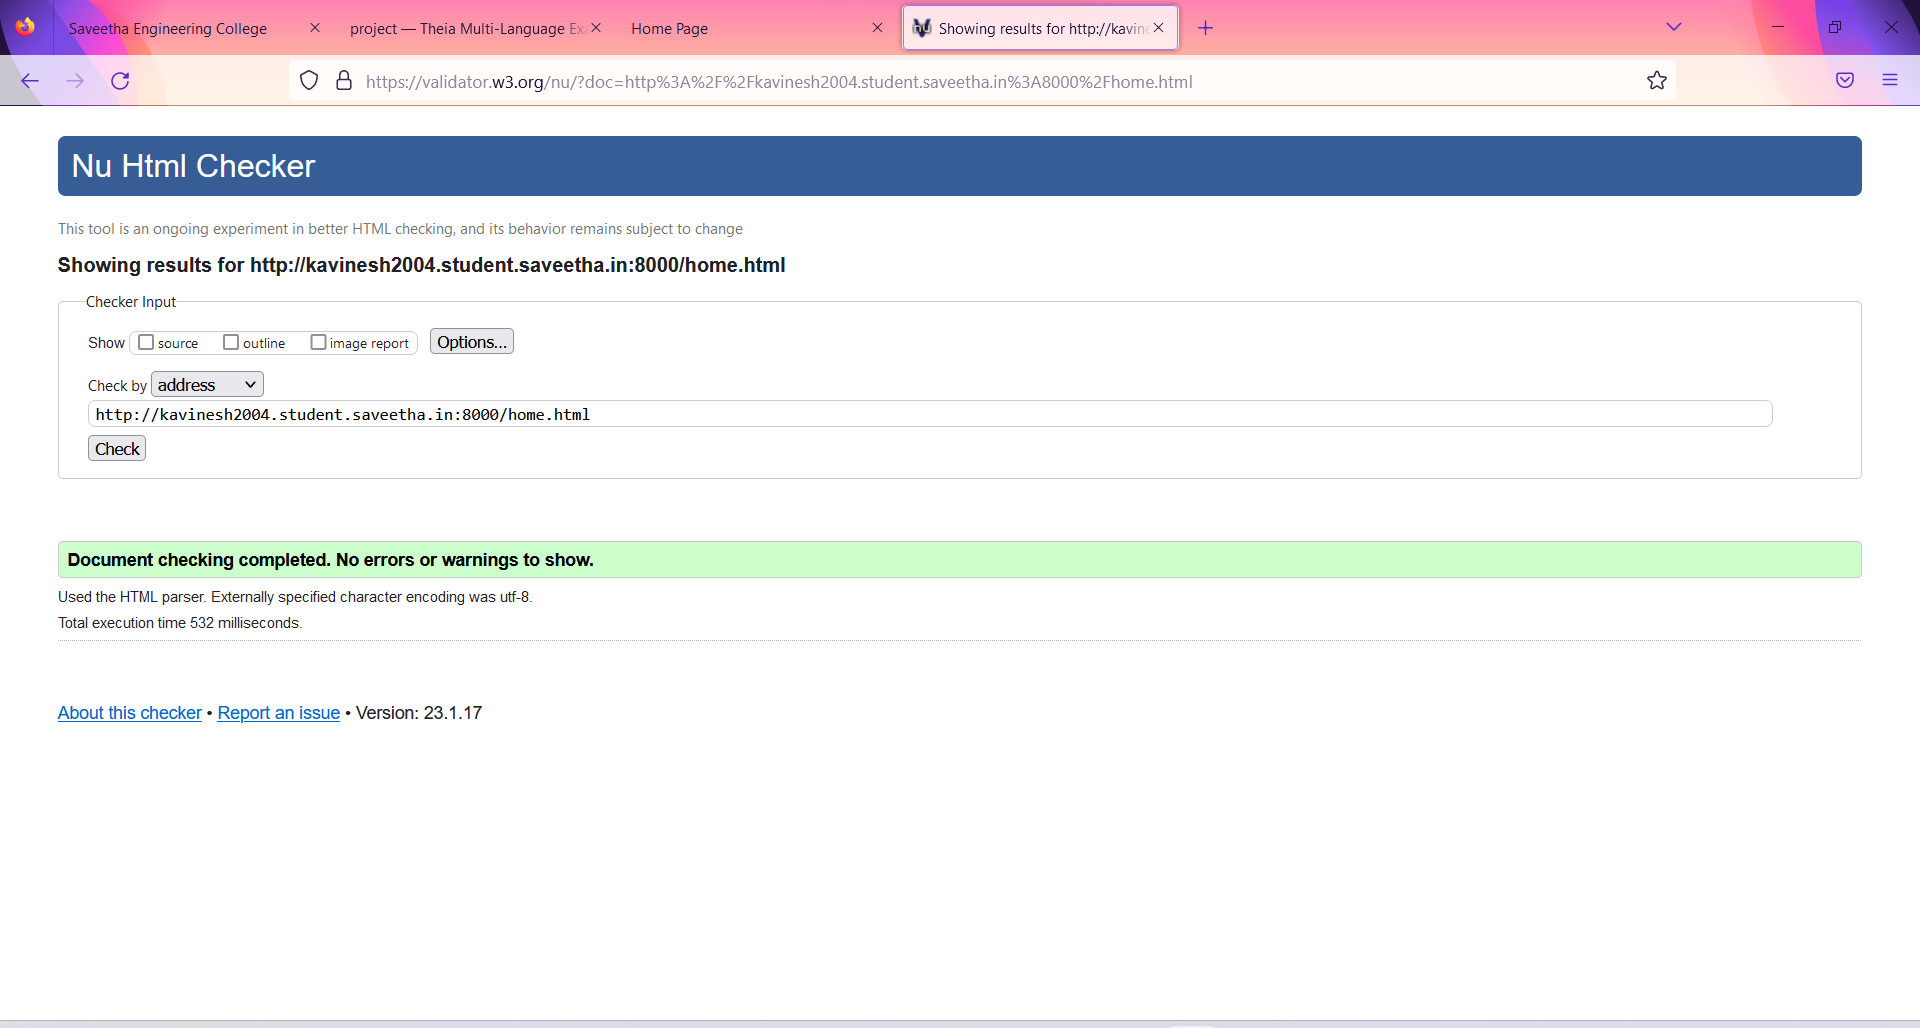 Saveetha Engineering College
project — Theia Multi-Language Ex
Home Page
Showing results for http://kavine
https://validator.w3.org/nu/?doc=http%3A%2F%2Fkavinesh2004.student.saveetha.in%3A8000%2Fhome.html
Nu Html Checker
This tool is an ongoing experiment in better HTML checking, and its behavior remains subject to change
Showing results for http://kavinesh2004.student.saveetha.in:8000/home.html
Checker Input
Show source outline image report Options...
Check by address
http://kavinesh2004.student.saveetha.in:8000/home.html
Check
Document checking completed. No errors or warnings to show.
Used the HTML parser. Externally specified character encoding was utf-8.
Total execution time 532 milliseconds.
About this checker • Report an issue • Version: 23.1.17